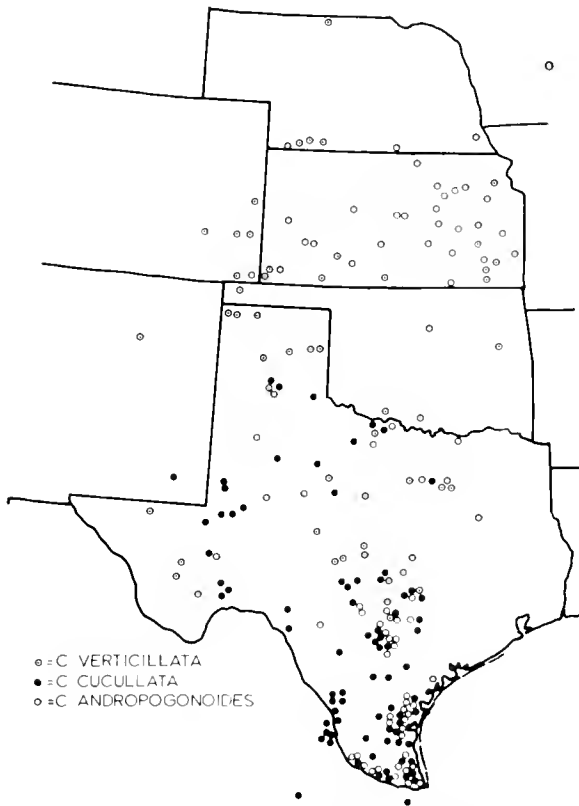 ⊙ = C VERTICILLATA
● = C CUCULLATA
○ = C ANDROPOGONOIDES